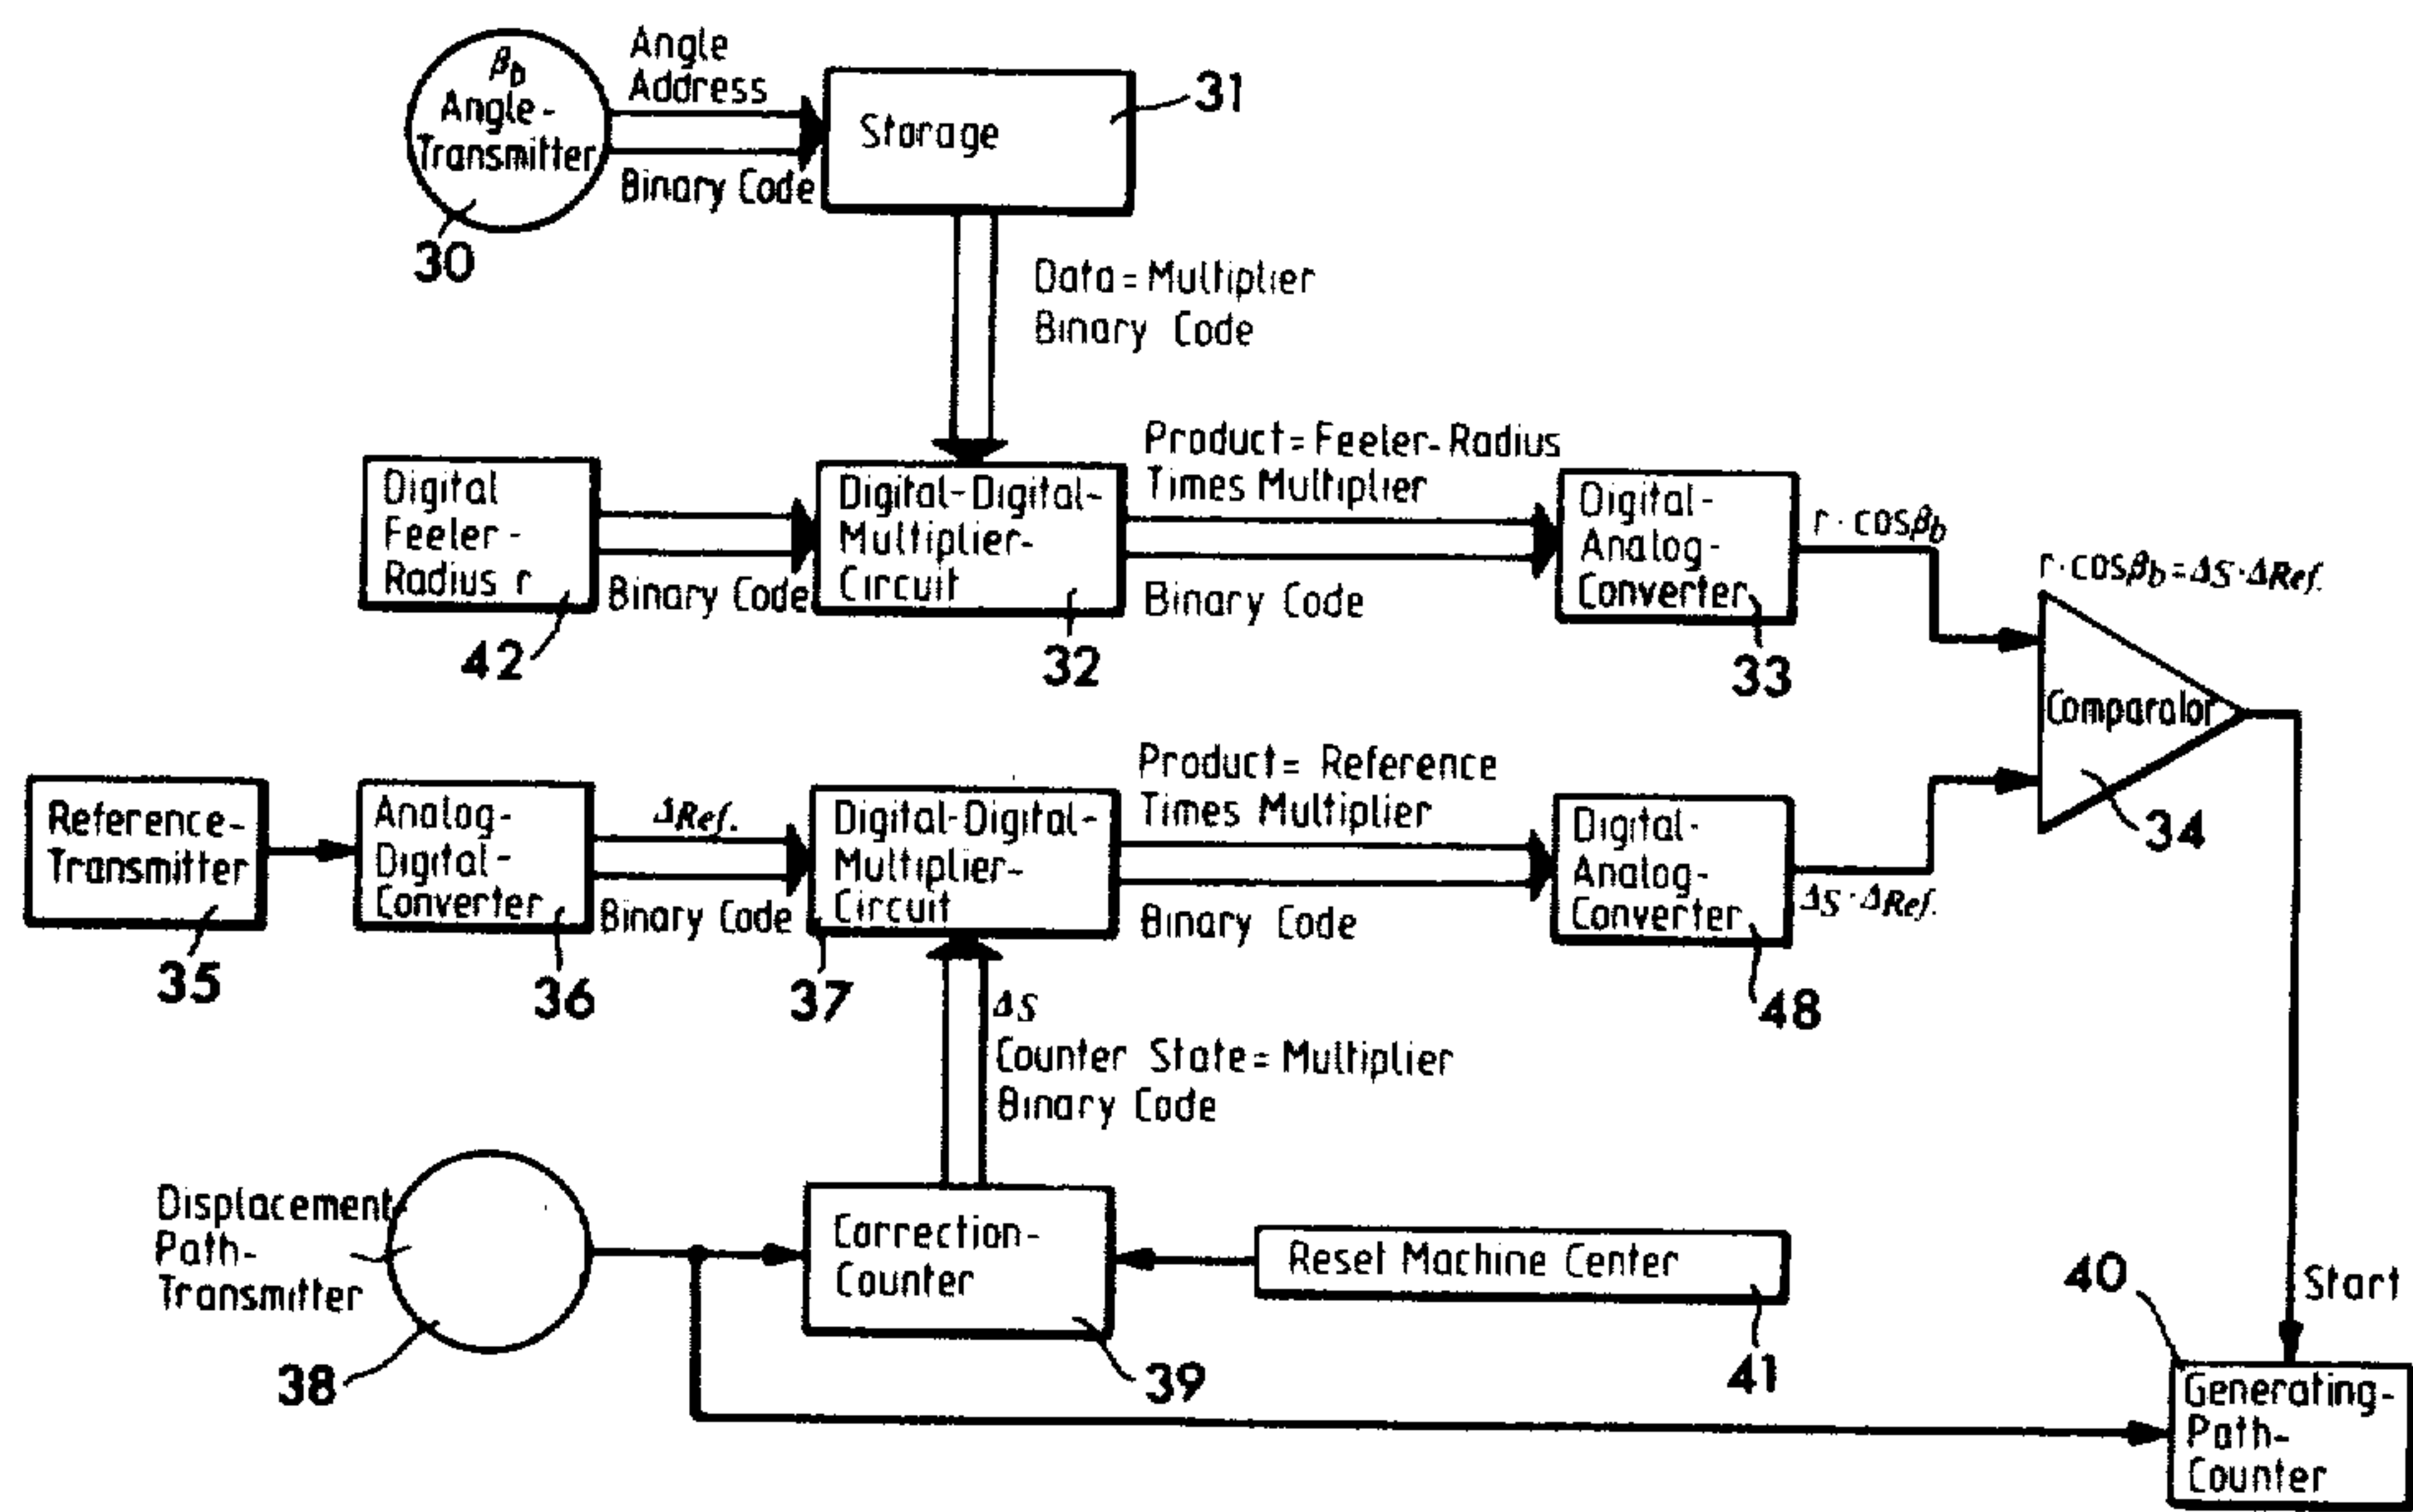 βb
Angle-
Transmitter
30
Angle
Address
Binary Code
Storage
31
Data = Multiplier
Binary Code
Digital
Feeler-
Radius r
42
Binary Code
Digital-Digital-
Multiplier-
Circuit
32
Product = Feeler-Radius
Times Multiplier
Binary Code
Digital-
Analog-
Converter
33
r · cosβb
r · cosβb = ΔS · ΔRef.
Comparalor
34
Reference-
Transmitter
35
Analog-
Digital-
Converter
36
ΔRef.
Binary Code
Digital-Digital-
Multiplier-
Circuit
37
Product = Reference
Times Multiplier
Binary Code
Digital-
Analog-
Converter
48
ΔS · ΔRef.
ΔS
Counter State = Multiplier
Binary Code
Displacement
Path-
Transmitter
38
Correction-
Counter
39
Reset Machine Center
41
40
Start
Generating-
Path-
Counter